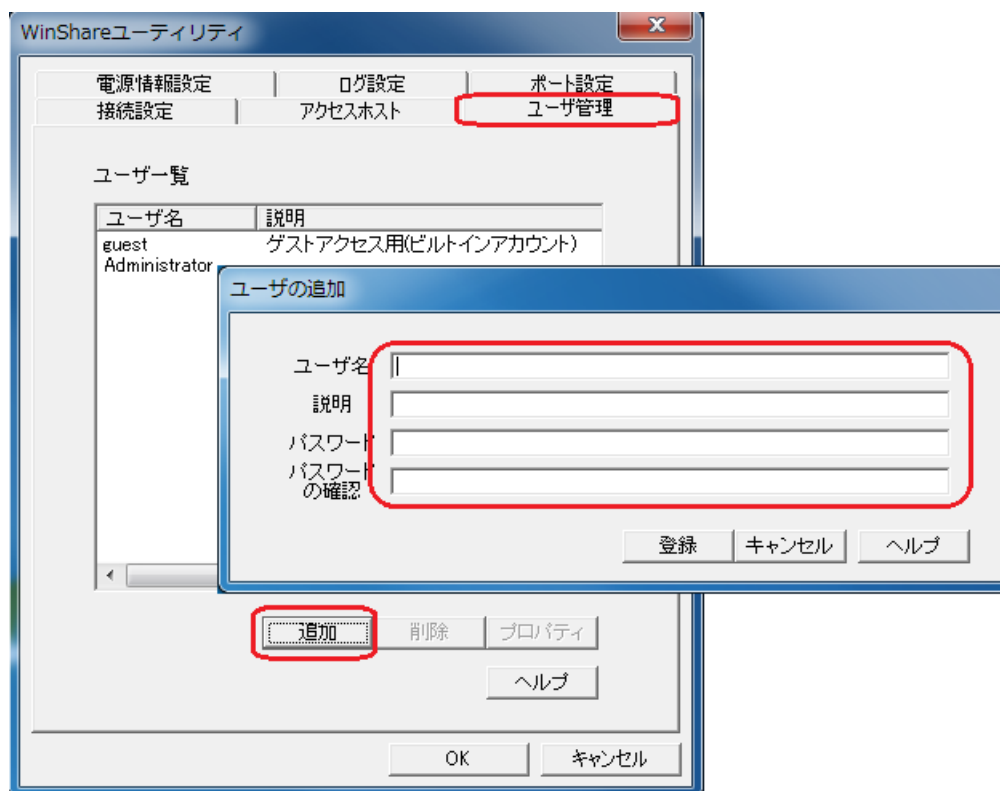 WinShareユーティリティ
電源情報設定 ログ設定 ポート設定
接続設定 アクセスホスト ユーザ管理
ユーザ一覧
ユーザ名 説明
guest ゲストアクセス用(ビルトインアカウント)
Administrator
ユーザの追加
ユーザ名
説明
パスワード
パスワード
の確認
登録 キャンセル ヘルプ
追加 削除 プロパティ
ヘルプ
OK キャンセル